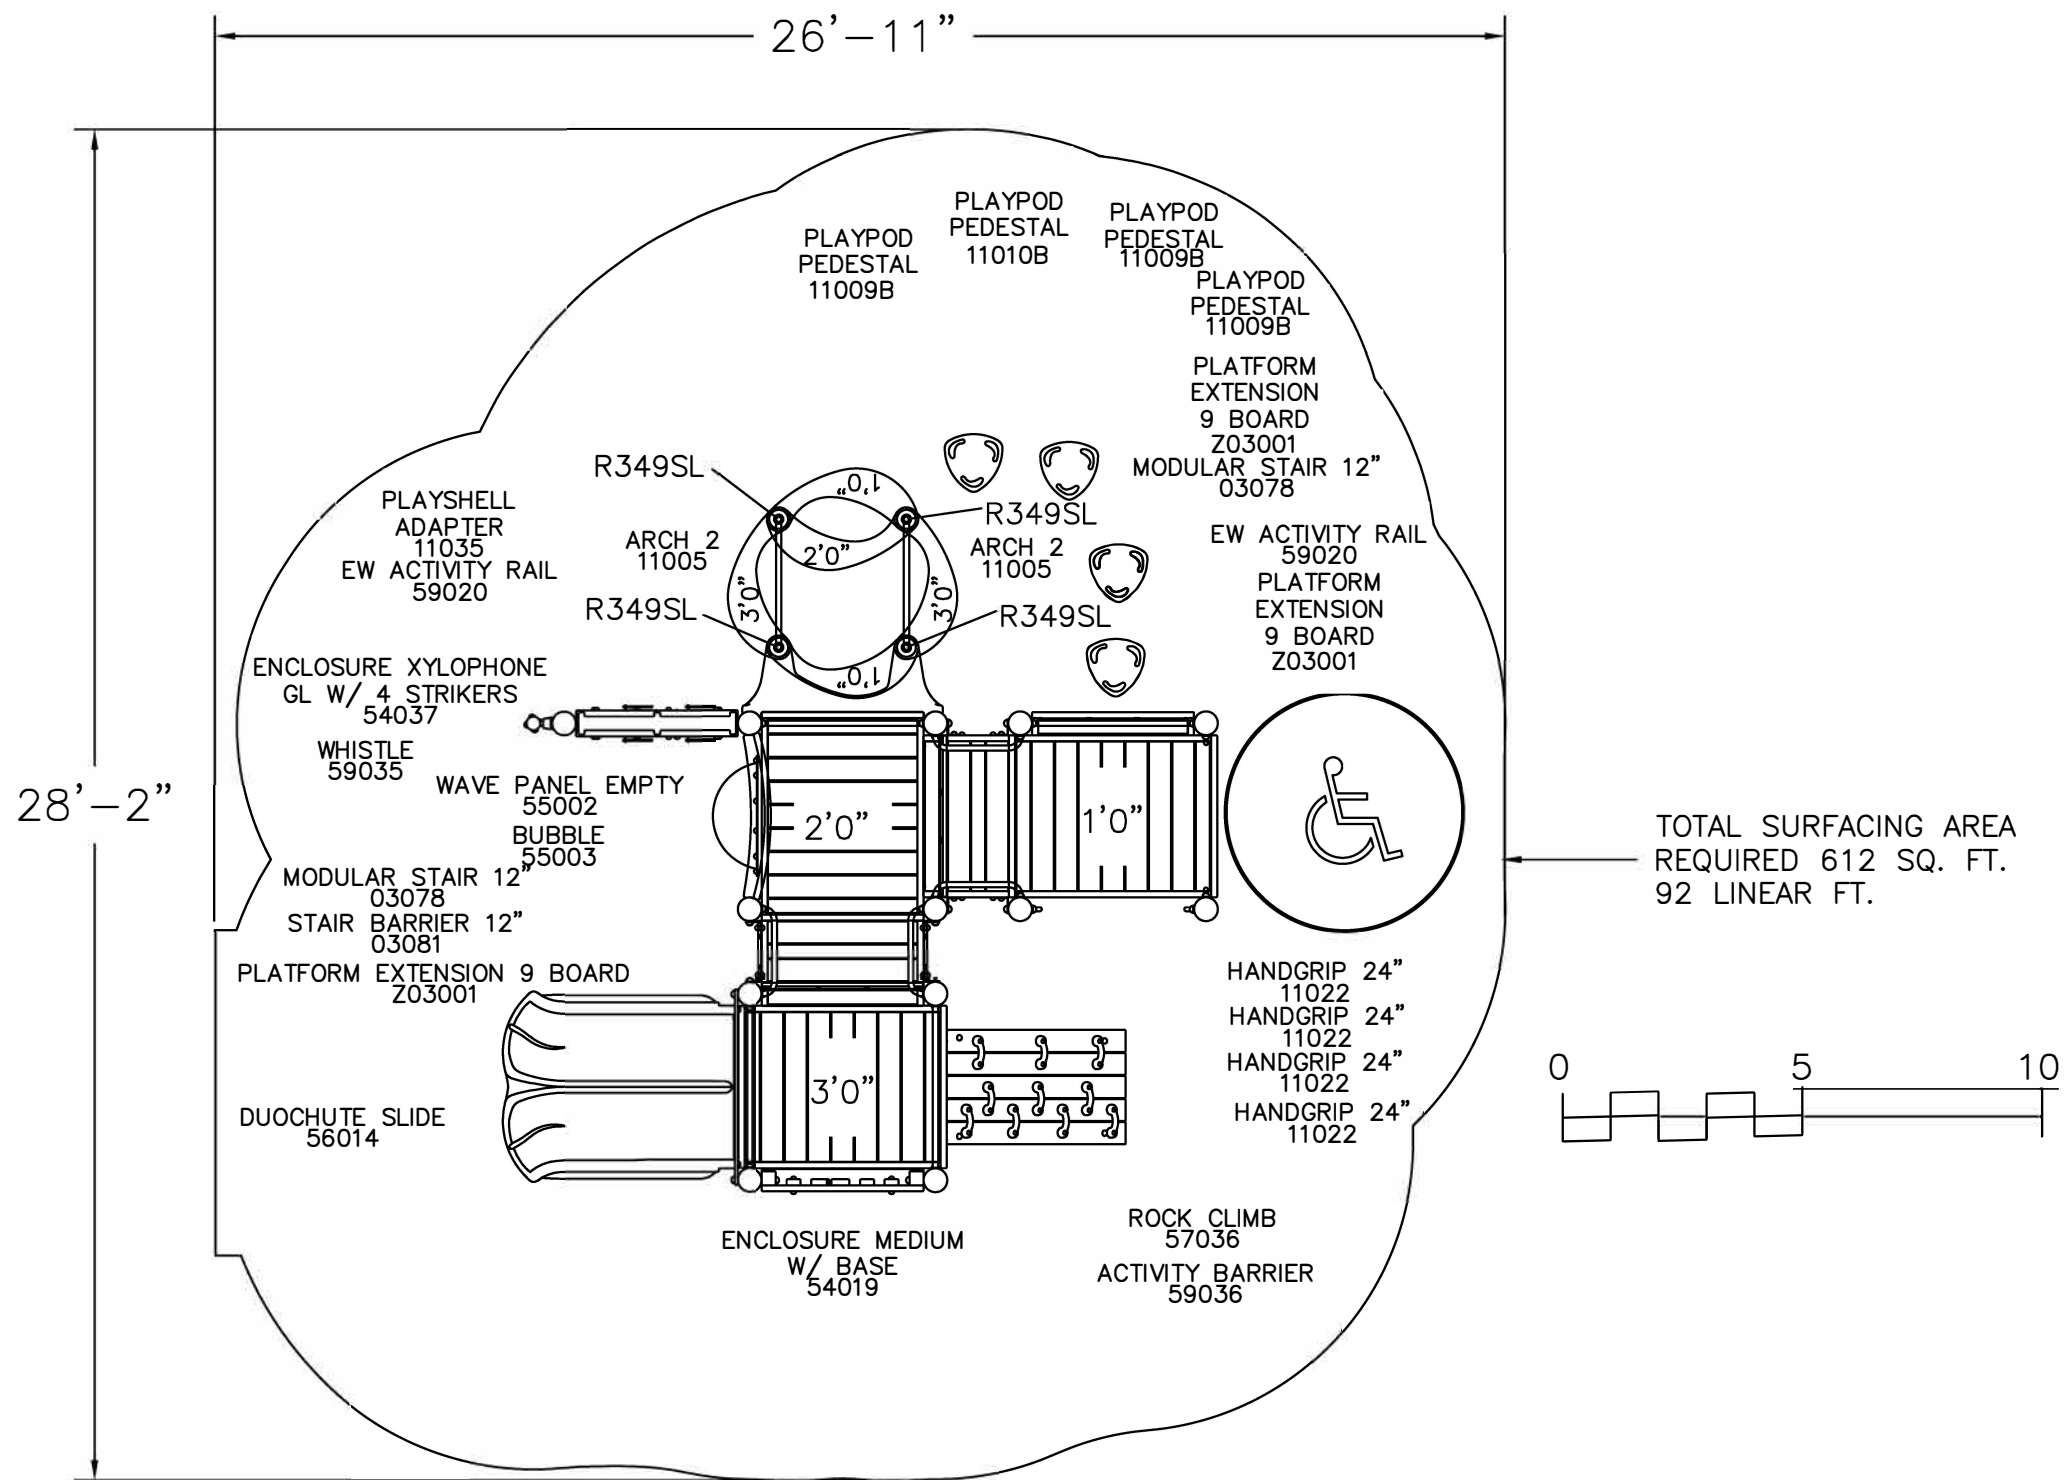 26'-11"
PLAYPOD
PEDESTAL
11009B
PLAYPOD
PEDESTAL
11010B
PLAYPOD
PEDESTAL
11009B
PLAYPOD
PEDESTAL
11009B
PLATFORM
EXTENSION
9 BOARD
Z03001
MODULAR STAIR 12"
03078
EW ACTIVITY RAIL
59020
PLATFORM
EXTENSION
9 BOARD
Z03001
PLAYSHELL
ADAPTER
11035
EW ACTIVITY RAIL
59020
R349SL
ARCH 2
11005
R349SL
R349SL
ARCH 2
11005
R349SL
1'0"
2'0"
3'0"
3'0"
1'0"
ENCLOSURE XYLOPHONE
GL W/ 4 STRIKERS
54037
WHISTLE
59035
WAVE PANEL EMPTY
55002
BUBBLE
55003
28'-2"
2'0"
1'0"
TOTAL SURFACING AREA
REQUIRED 612 SQ. FT.
92 LINEAR FT.
MODULAR STAIR 12"
03078
STAIR BARRIER 12"
03081
PLATFORM EXTENSION 9 BOARD
Z03001
DUOCHUTE SLIDE
56014
3'0"
HANDGRIP 24"
11022
HANDGRIP 24"
11022
HANDGRIP 24"
11022
HANDGRIP 24"
11022
0 5 10
ENCLOSURE MEDIUM
W/ BASE
54019
ROCK CLIMB
57036
ACTIVITY BARRIER
59036